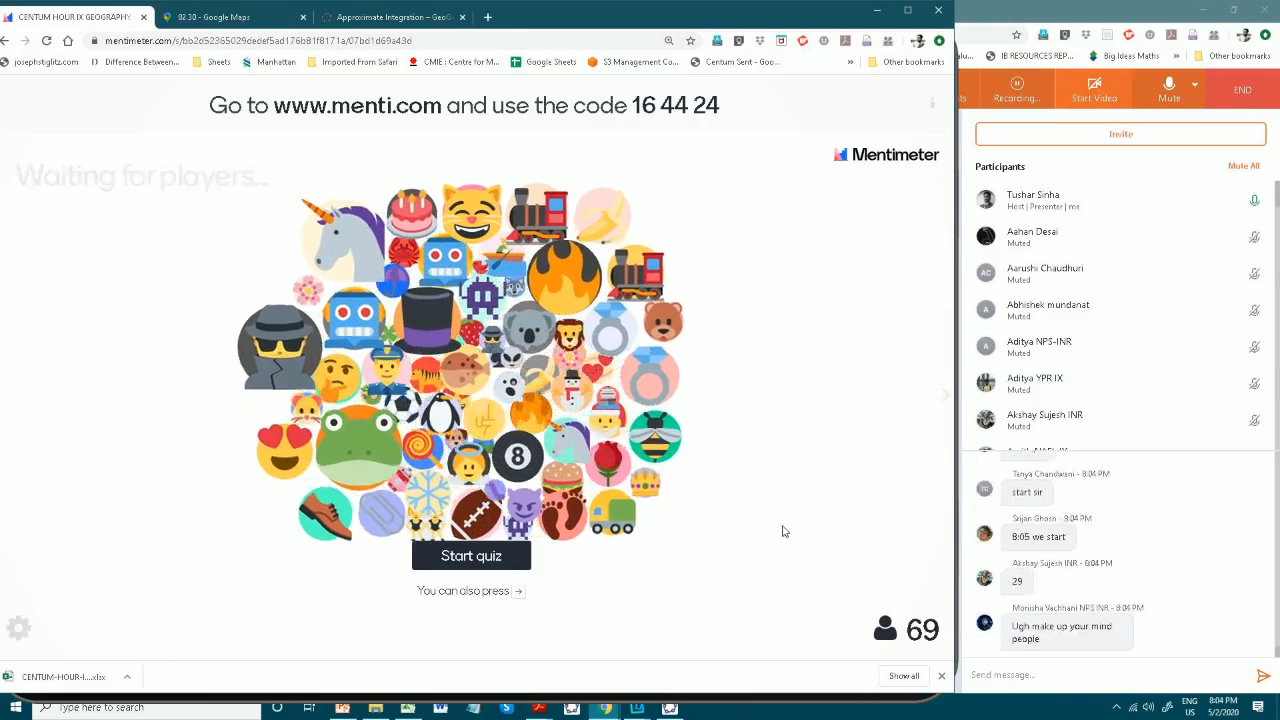 CENTUM HOUR IX GEOGRAPHY
82.30 - Google Maps
Approximate Integration – GeoG
mentimeter.com/s/bb2d52365029dc6ef5ad176b81f8171a/07bd1d69a43d
josephstiglitz.com
Difference Between...
Sheets
Manhattan
Imported From Safari
CMIE : Centre for M...
Google Sheets
S3 Management Co...
Centum Sent - Goo...
»
Other bookmarks
IB RESOURCES REP...
Big Ideas Maths
»
Other bookmarks
Go to www.menti.com and use the code 16 44 24
Mentimeter
Waiting for players...
8
Start quiz
You can also press →
69
Recording...
Start Video
Mute
END
Invite
Participants
Mute All
Tushar Sinha
Host | Presenter | me
Aahan Desai
Muted
AC
Aarushi Chaudhuri
Muted
A
Abhishek mundanat
Muted
A
Aditya NPS-INR
Muted
Aditya YPR IX
Muted
Akshay Sujesh INR
Muted
Tanya Chandwani - 8:04 PM
TC
start sir
Srijan Ghosh - 8:04 PM
8:05 we start
Akshay Sujesh INR - 8:04 PM
29
Monisha Vachhani NPS INR - 8:04 PM
Ugh make up your mind
people
Send message...
CENTUM-HOUR-I....xlsx
Show all
Type here to search
ENG
US
8:04 PM
5/2/2020